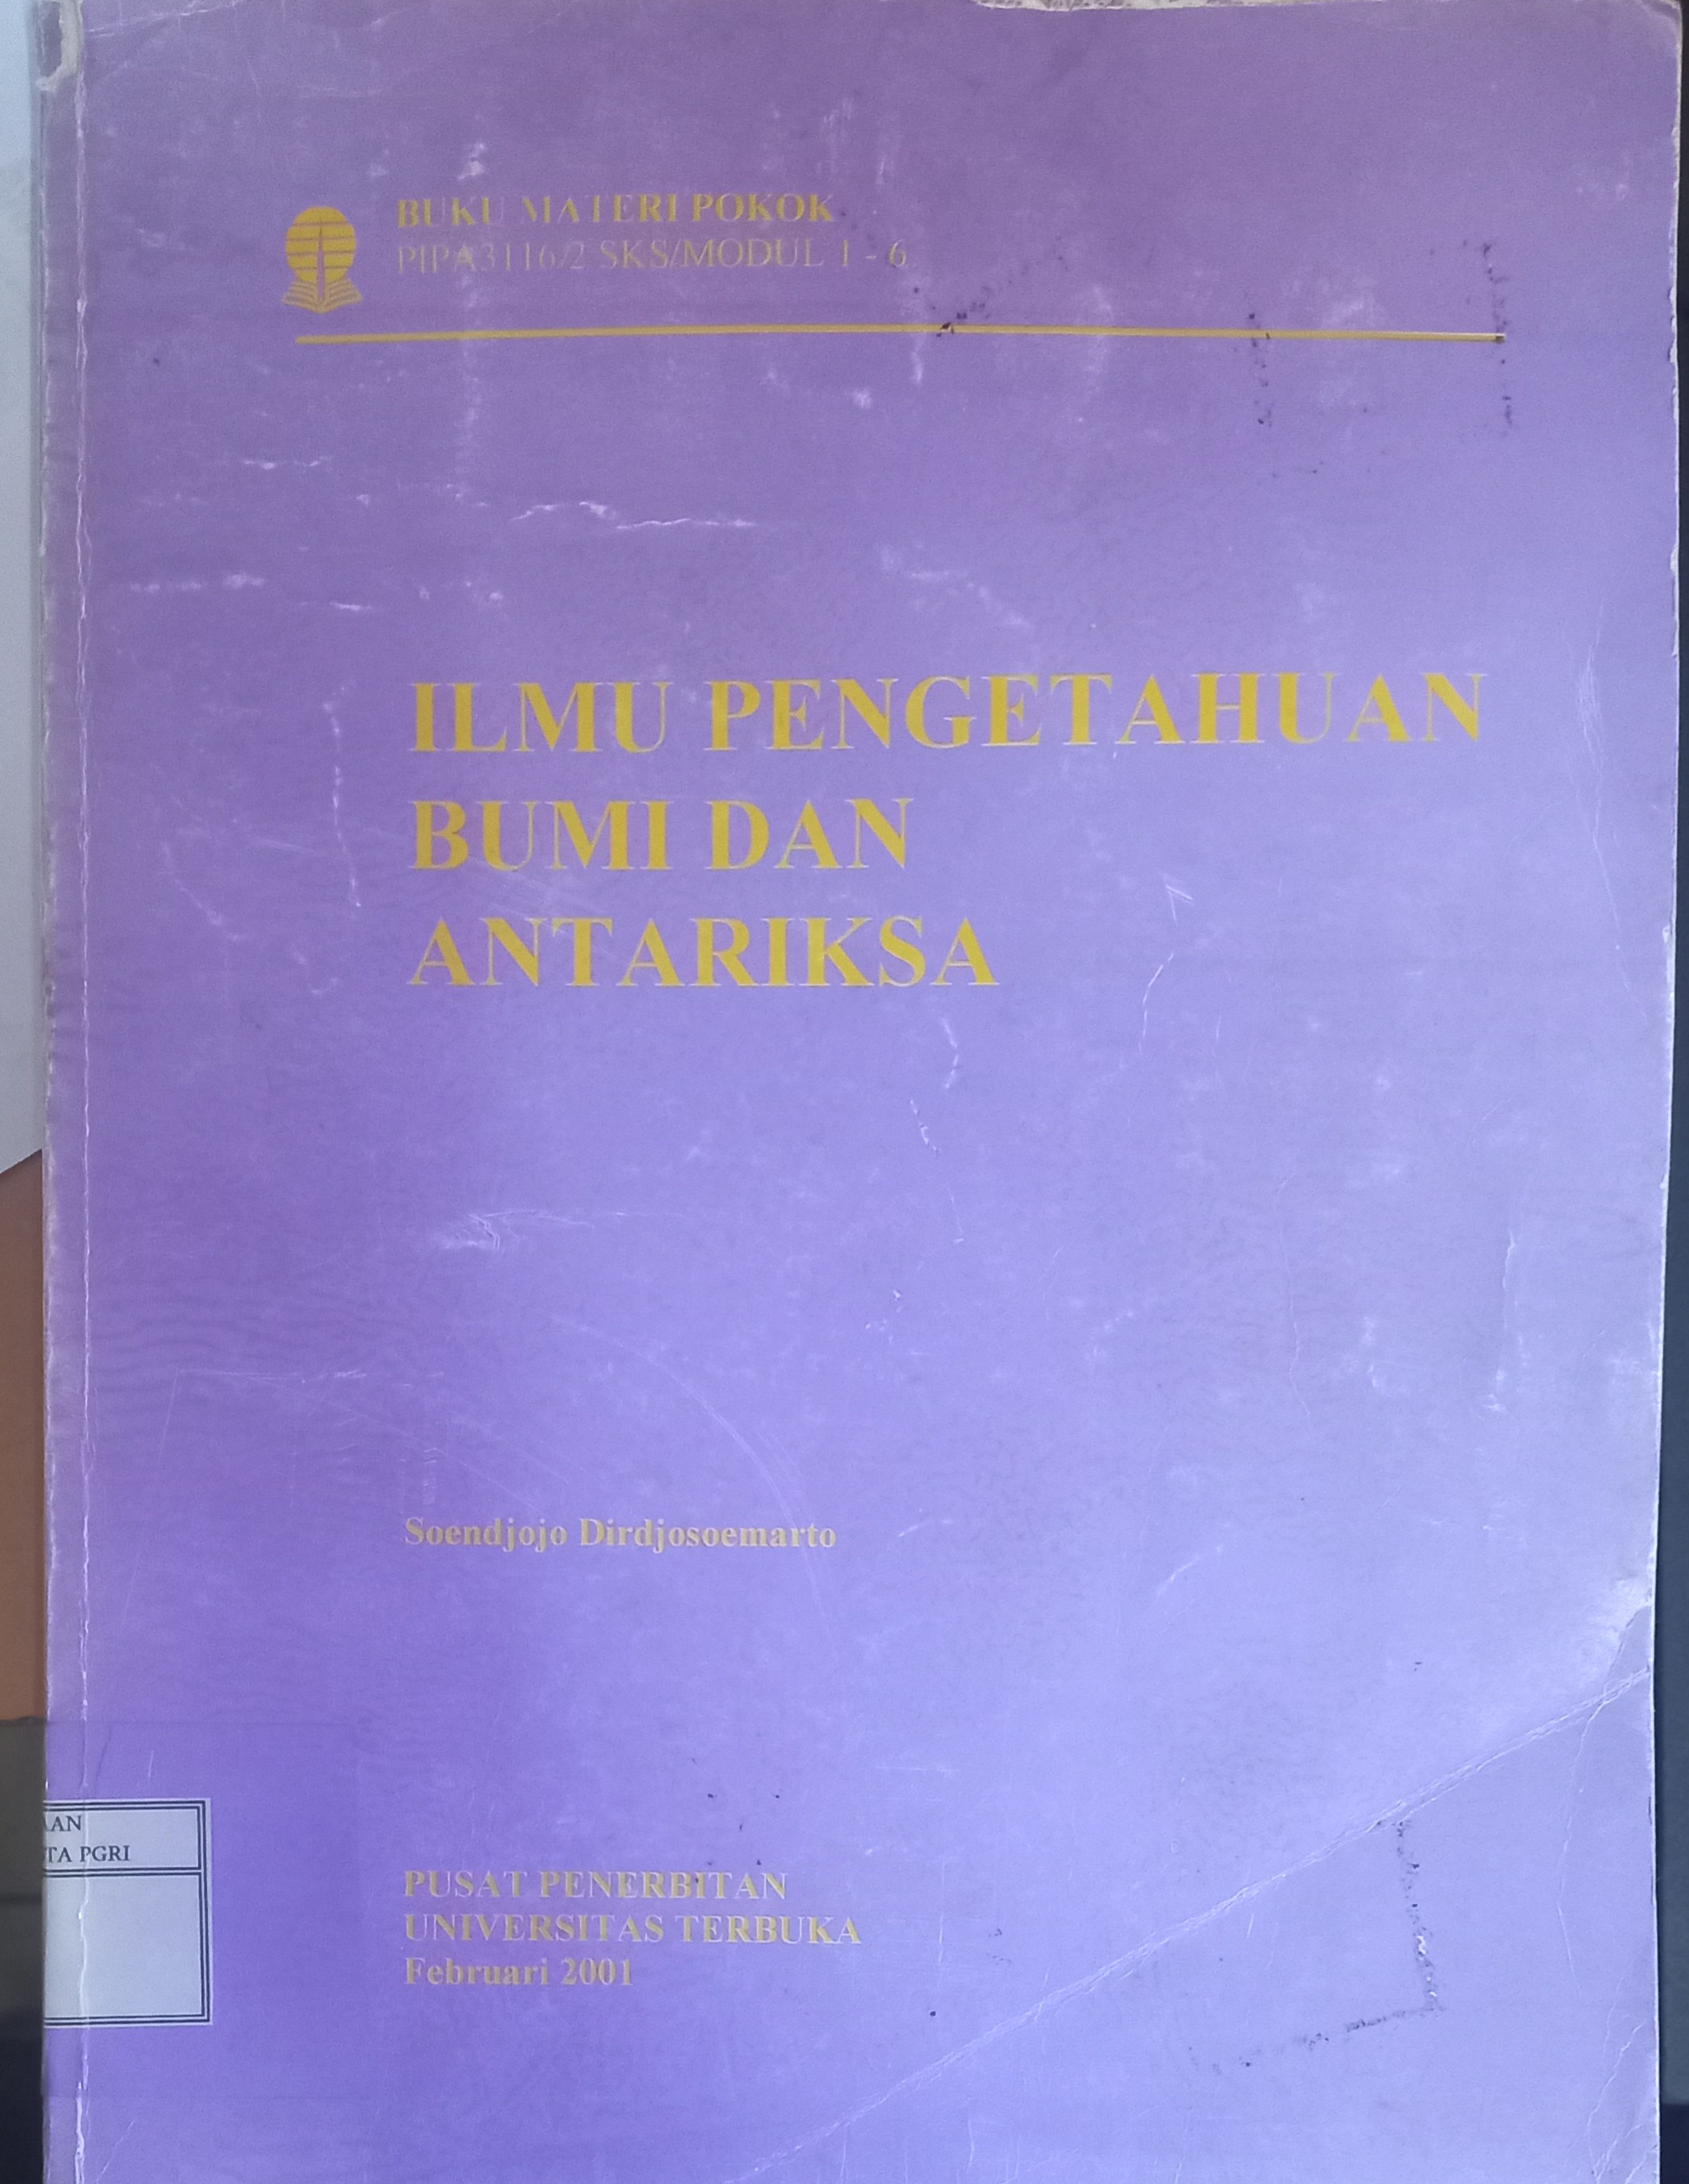 BUKU MATERI POKOK
PIPA3116/2 SKS/MODUL 1 - 6
ILMU PENGETAHUAN
BUMI DAN
ANTARIKSA
Soendjojo Dirdjosoemarto
PUSAT PENERBITAN
UNIVERSITAS TERBUKA
Februari 2001
AAN
TA PGRI